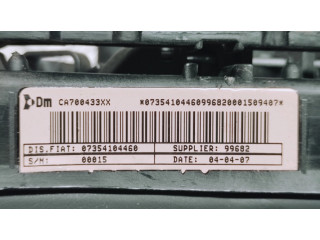 Dm CA700433XX *07354104460996820001509407*
DIS.FIAT: 07354104460 SUPPLIER: 99682
S/N: 00015 DATE: 04-04-07